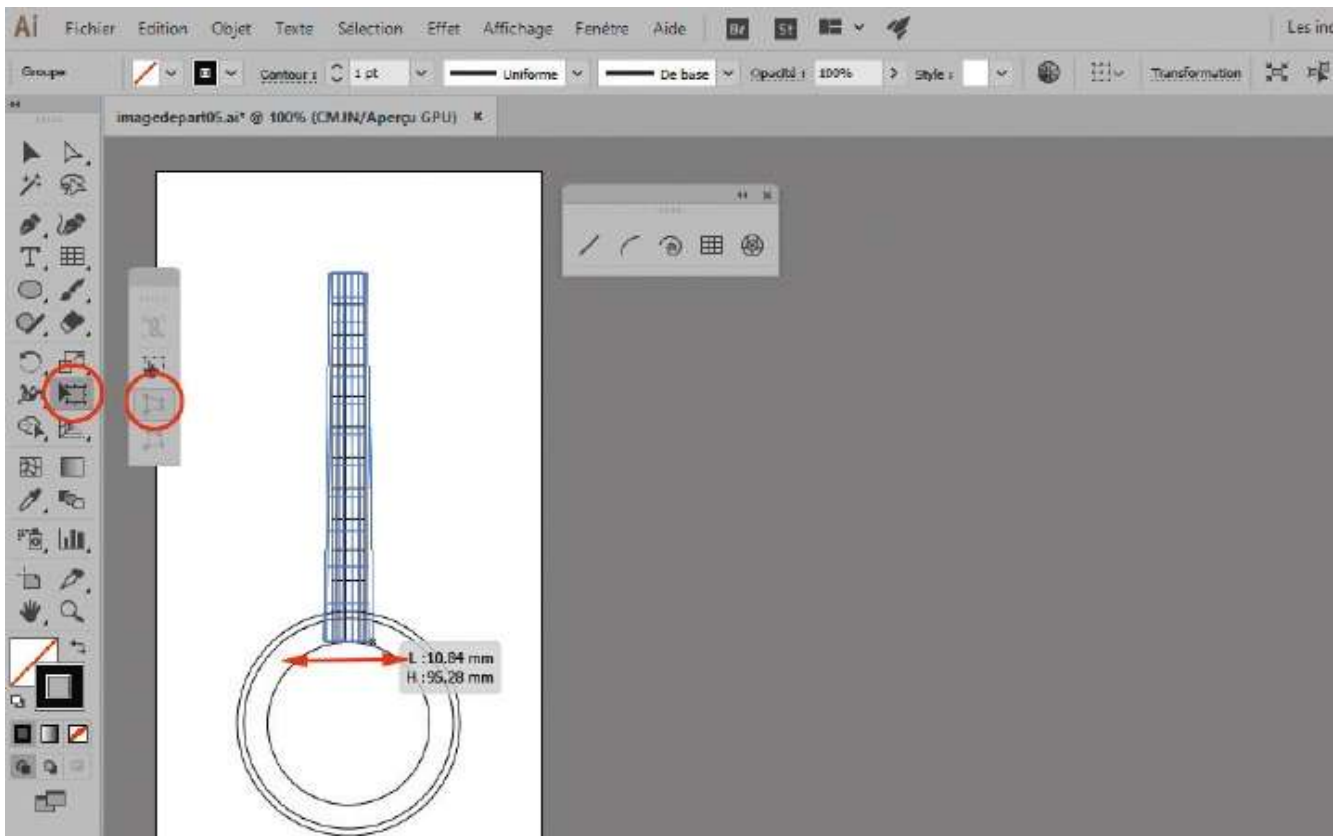 Ai Fichier Edition Objet Texte Sélection Effet Affichage Fenêtre Aide Br St Les ind
Groupe Contour : 1 pt Uniforme De base Opacité : 100% Style : Transformation
imagedepart05.ai* @ 100% (CMJN/Aperçu GPU)
L :10,84 mm
H :95,28 mm